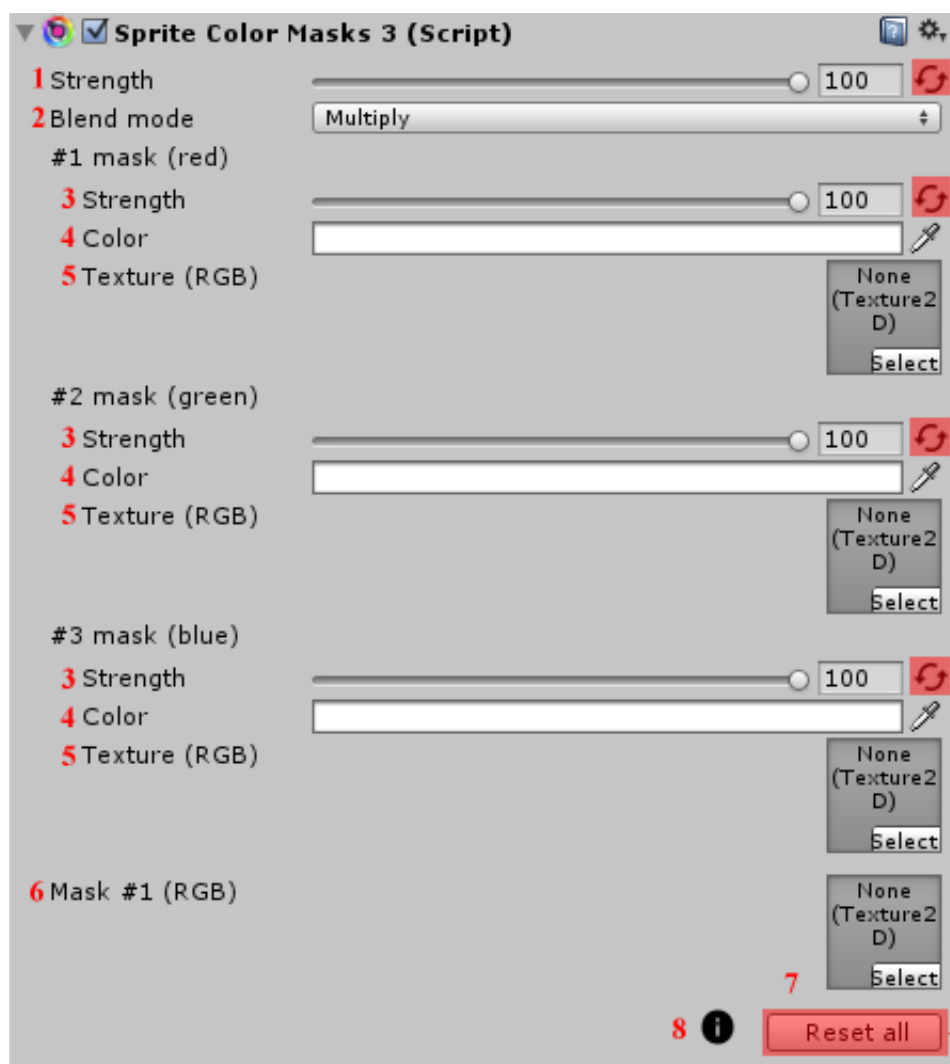 Sprite Color Masks 3 (Script)
1 Strength 100
2 Blend mode Multiply
#1 mask (red)
3 Strength 100
4 Color
5 Texture (RGB) None
(Texture2
D)
Select
#2 mask (green)
3 Strength 100
4 Color
5 Texture (RGB) None
(Texture2
D)
Select
#3 mask (blue)
3 Strength 100
4 Color
5 Texture (RGB) None
(Texture2
D)
Select
6 Mask #1 (RGB) None
(Texture2
D)
7 Select
8 i Reset all